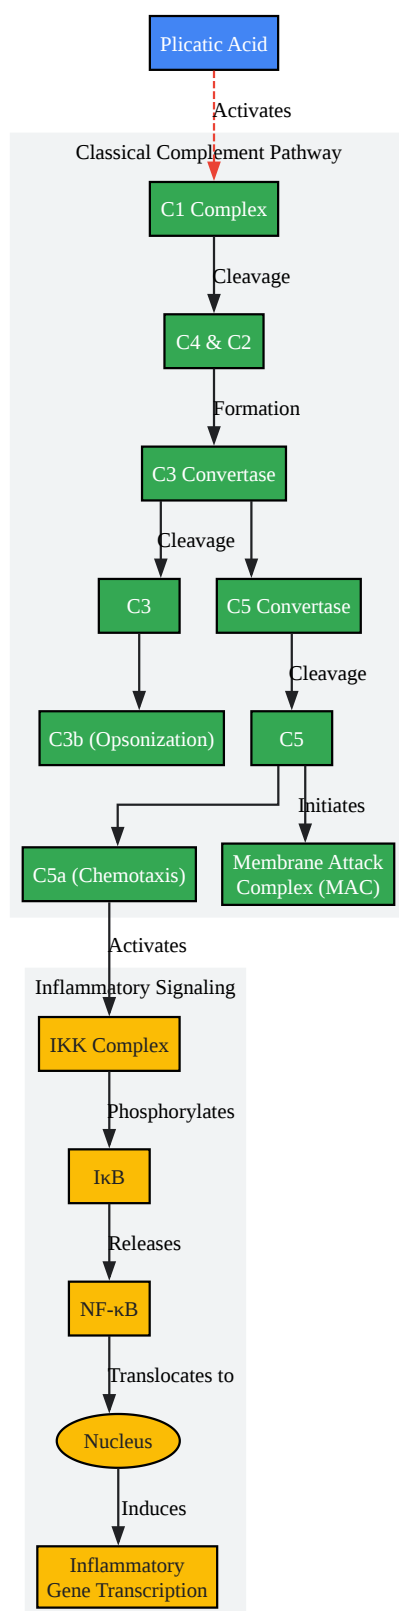 Plicatic Acid
Activates
Classical Complement Pathway
C1 Complex
Cleavage
C4 & C2
Formation
C3 Convertase
Cleavage
C3
C5 Convertase
Cleavage
C3b (Opsonization)
C5
Initiates
C5a (Chemotaxis)
Membrane Attack
Complex (MAC)
Activates
Inflammatory Signaling
IKK Complex
Phosphorylates
IκB
Releases
NF-κB
Translocates to
Nucleus
Induces
Inflammatory
Gene Transcription